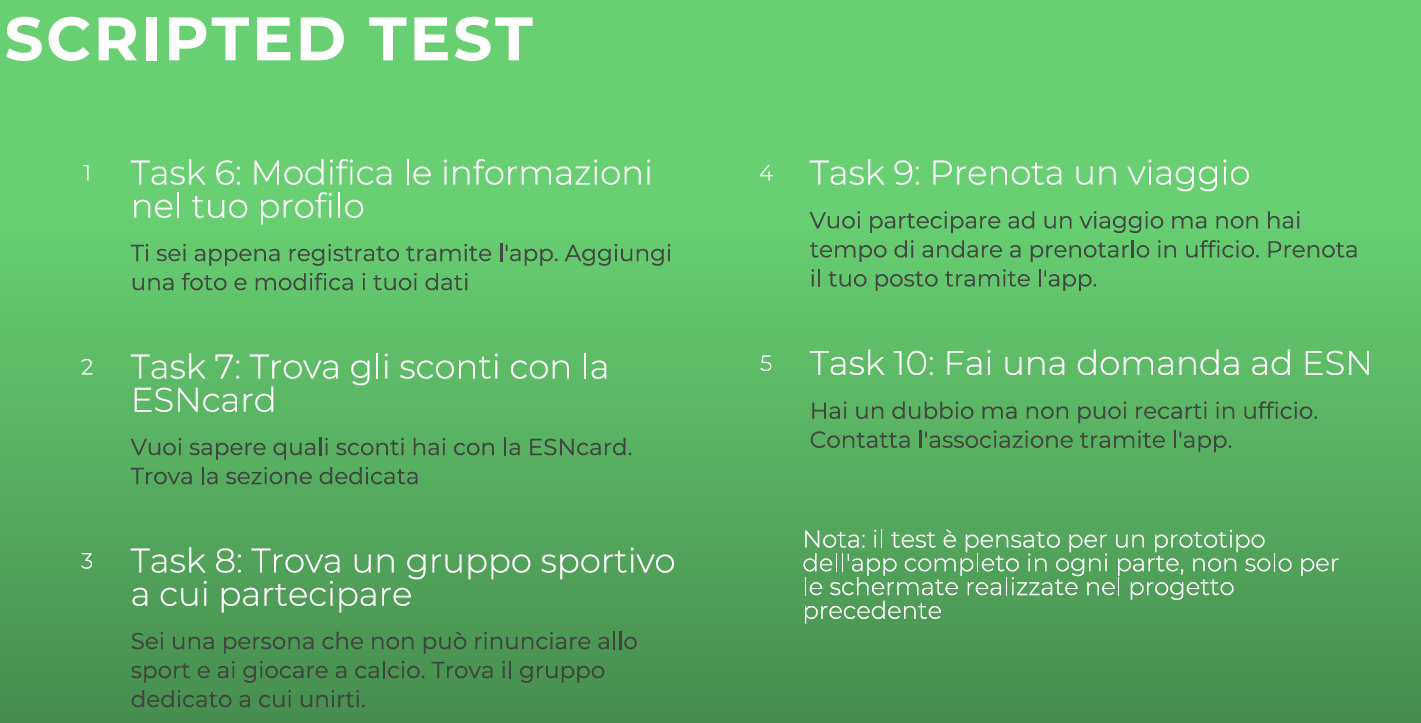 SCRIPTED TEST
1
Task 6: Modifica le informazioni
nel tuo profilo
Ti sei appena registrato tramite l'app. Aggiungi
una foto e modifica i tuoi dati
2
Task 7: Trova gli sconti con la
ESNcard
Vuoi sapere quali sconti hai con la ESNcard.
Trova la sezione dedicata
3
Task 8: Trova un gruppo sportivo
a cui partecipare
Sei una persona che non può rinunciare allo
sport e ai giocare a calcio. Trova il gruppo
dedicato a cui unirti.
4
Task 9: Prenota un viaggio
Vuoi partecipare ad un viaggio ma non hai
tempo di andare a prenotarlo in ufficio. Prenota
il tuo posto tramite l'app.
5
Task 10: Fai una domanda ad ESN
Hai un dubbio ma non puoi recarti in ufficio.
Contatta l'associazione tramite l'app.
Nota: il test è pensato per un prototipo
dell'app completo in ogni parte, non solo per
le schermate realizzate nel progetto
precedente